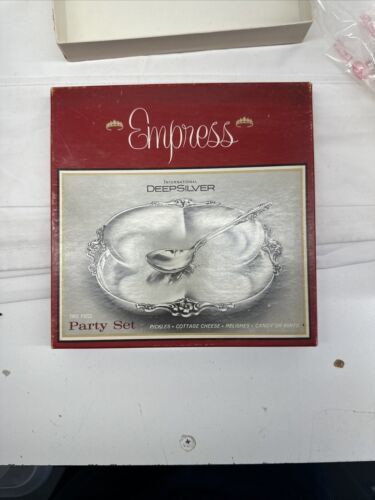 Empress
INTERNATIONAL
DEEPSILVER
TWO PIECE
Party Set
PICKLES • COTTAGE CHEESE • RELISHES • CANDY OR MINTS